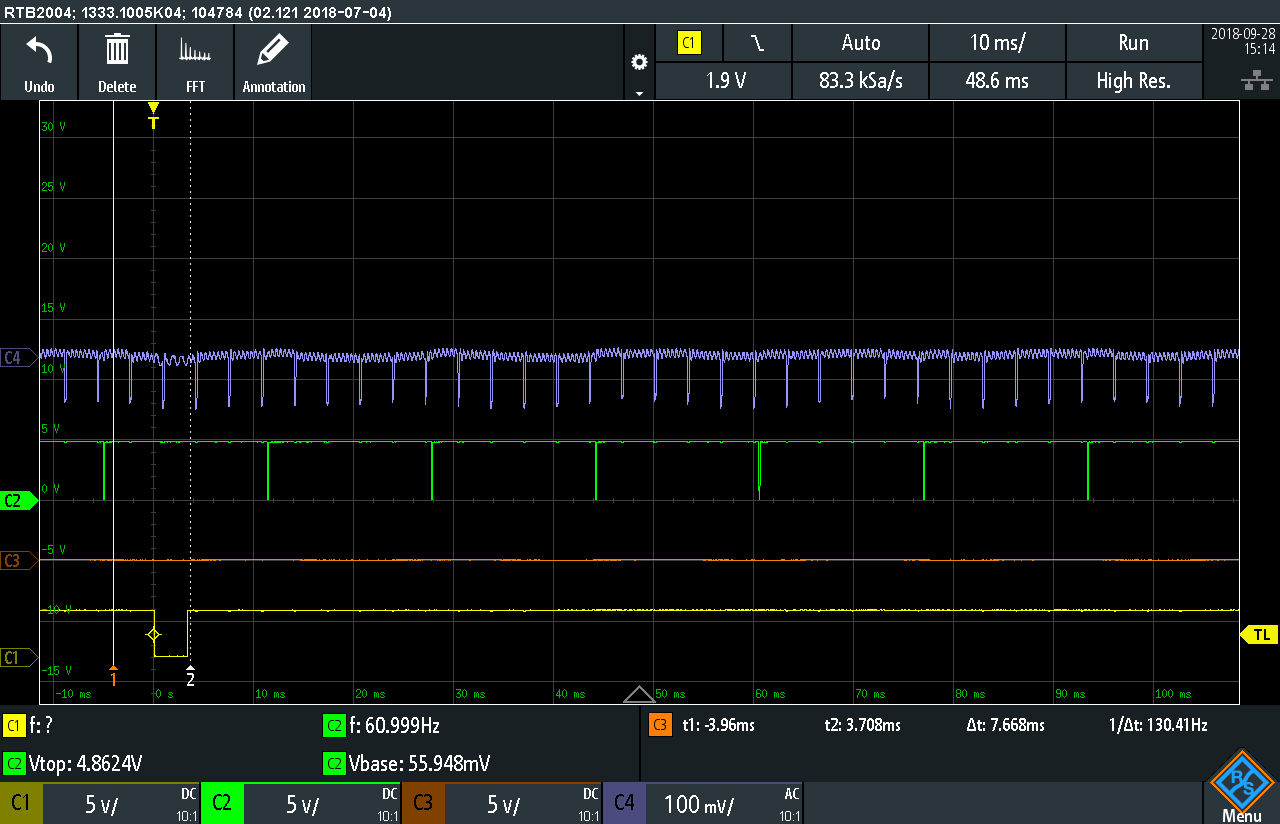 RTB2004; 1333.1005K04; 104784 (02.121 2018-07-04)
Undo
Delete
FFT
Annotation
C1
Auto
10 ms/
Run
1.9 V
83.3 kSa/s
48.6 ms
High Res.
2018-09-28
15:14
T
30 V
25 V
20 V
15 V
C4
10 V
5 V
C2
0 V
C3
-5 V
-10 V
TL
C1
-15 V
1
2
-10 ms
0 s
10 ms
20 ms
30 ms
40 ms
50 ms
60 ms
70 ms
80 ms
90 ms
100 ms
C1 f: ?
C2 f: 60.999Hz
C3 t1: -3.96ms t2: 3.708ms Δt: 7.668ms 1/Δt: 130.41Hz
C2 Vtop: 4.8624V
C2 Vbase: 55.948mV
C1 5 V/ DC 10:1
C2 5 V/ DC 10:1
C3 5 V/ DC 10:1
C4 100 mV/ AC 10:1
R S
Menu